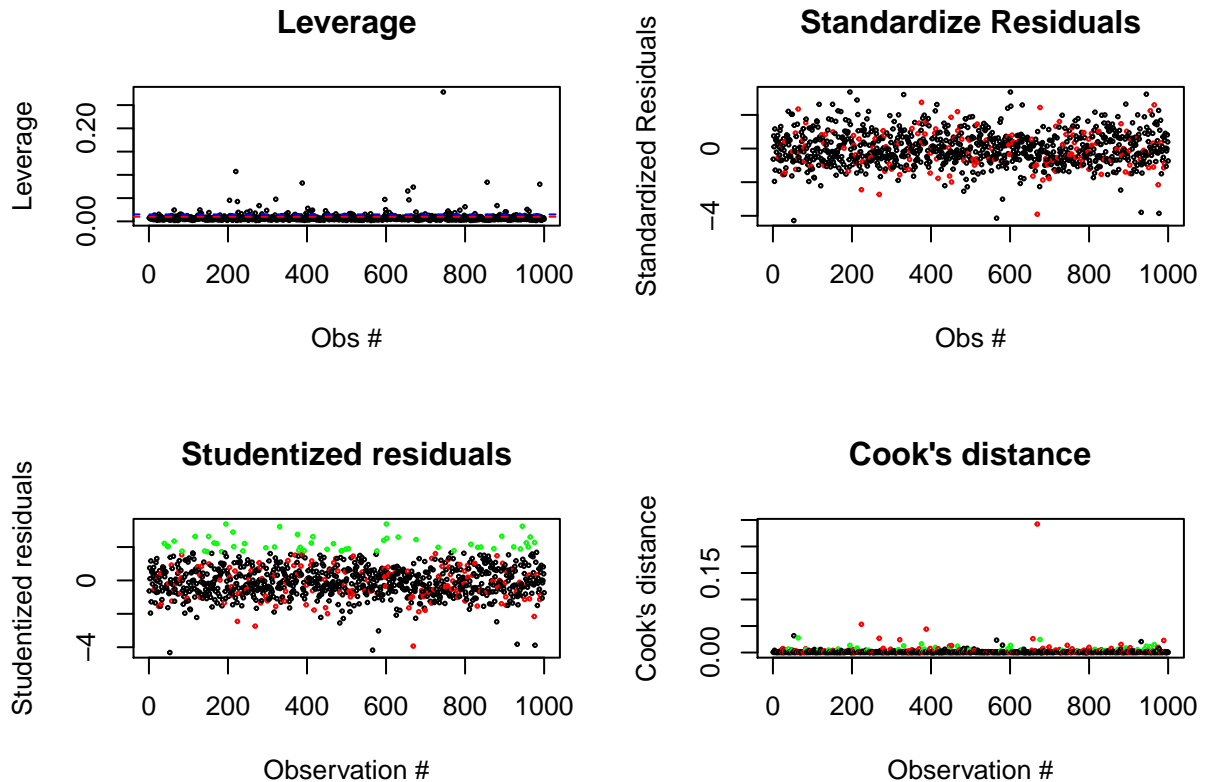 Leverage
Leverage
0.00 0.20
0 200 400 600 800 1000
Obs #
Standardize Residuals
Standardized Residuals
−4 0
0 200 400 600 800 1000
Obs #
Studentized residuals
Studentized residuals
−4 0
0 200 400 600 800 1000
Observation #
Cook's distance
Cook's distance
0.00 0.15
0 200 400 600 800 1000
Observation #